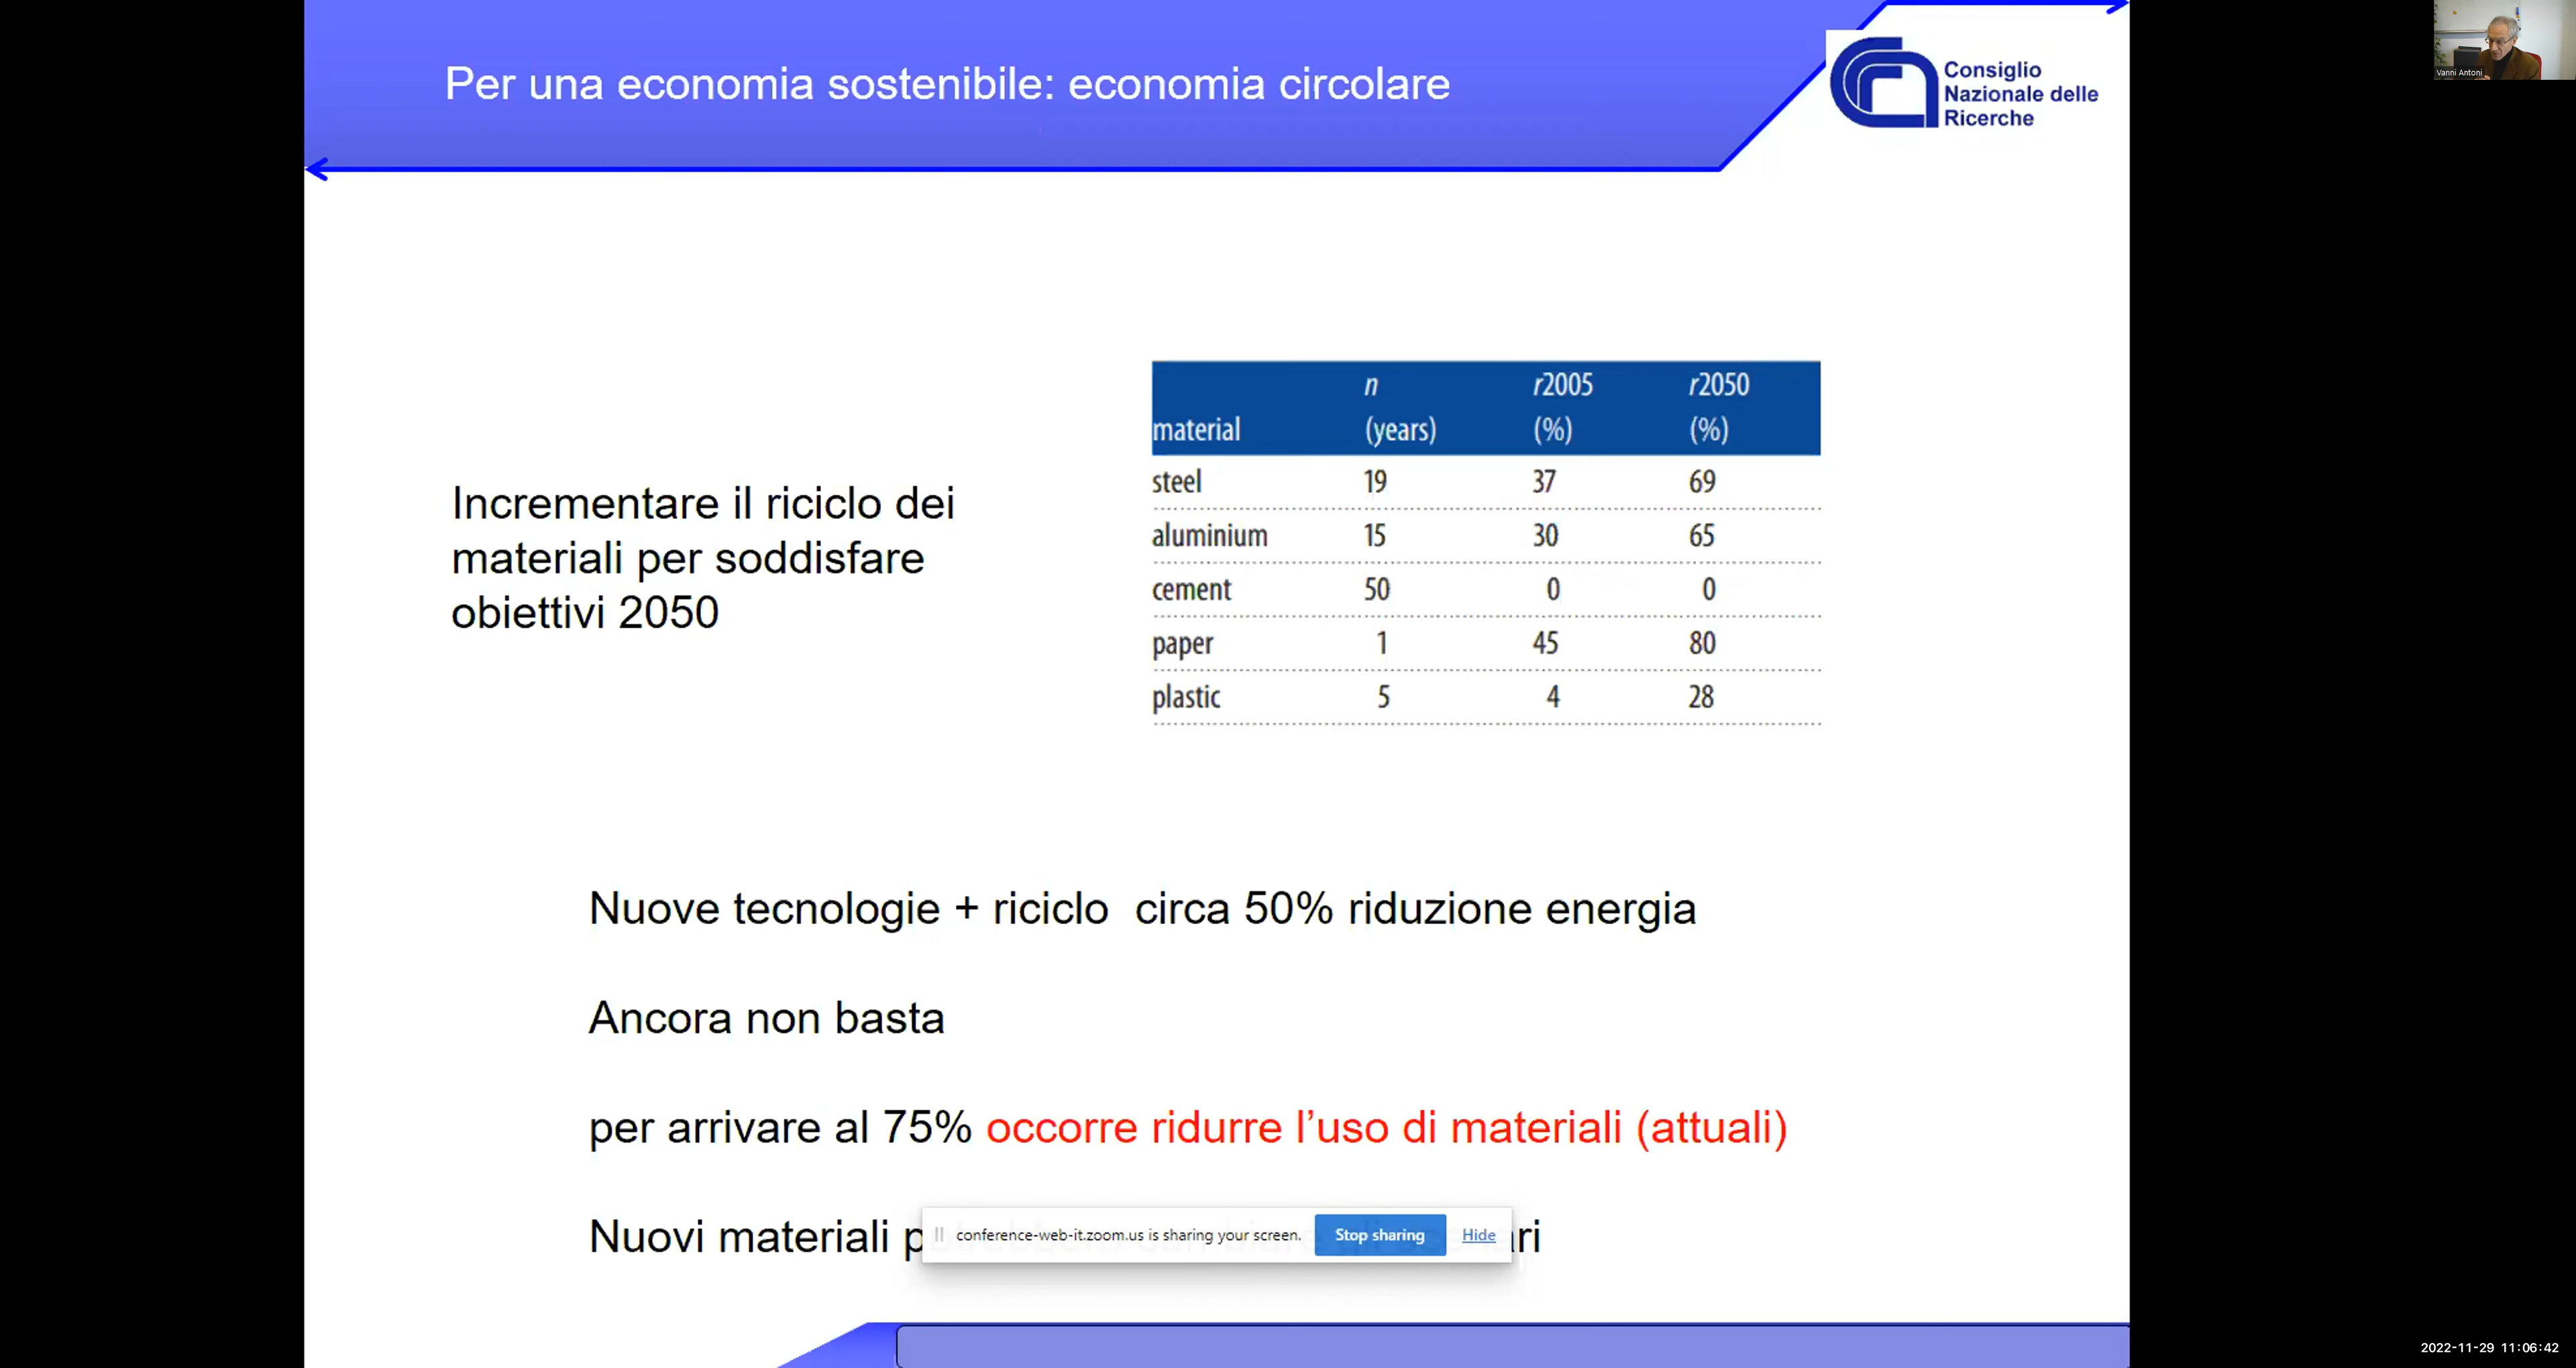 Per una economia sostenibile: economia circolare
Consiglio
Nazionale delle
Ricerche
Vanni Antoni
n r2005 r2050
material (years) (%) (%)
steel 19 37 69
aluminium 15 30 65
cement 50 0 0
paper 1 45 80
plastic 5 4 28
Incrementare il riciclo dei
materiali per soddisfare
obiettivi 2050
Nuove tecnologie + riciclo circa 50% riduzione energia
Ancora non basta
per arrivare al 75% occorre ridurre l’uso di materiali (attuali)
Nuovi materiali
conference-web-it.zoom.us is sharing your screen. Stop sharing Hide
2022-11-29 11:06:42